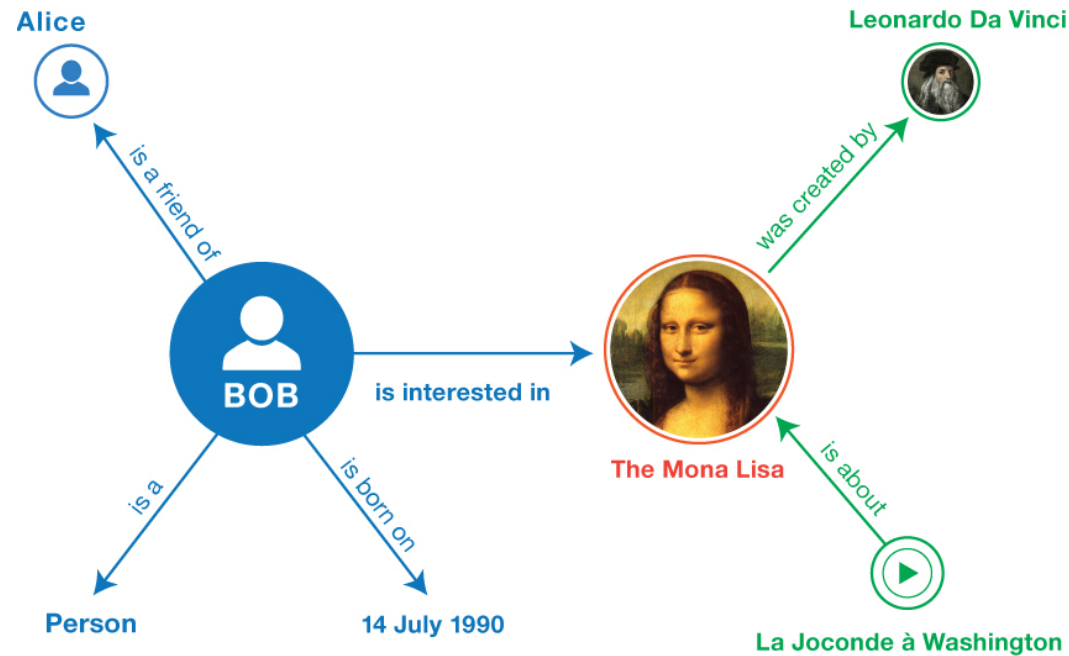 Alice
Leonardo Da Vinci
is a friend of
was created by
BOB
is interested in
The Mona Lisa
is a
is born on
is about
Person
14 July 1990
La Joconde à Washington